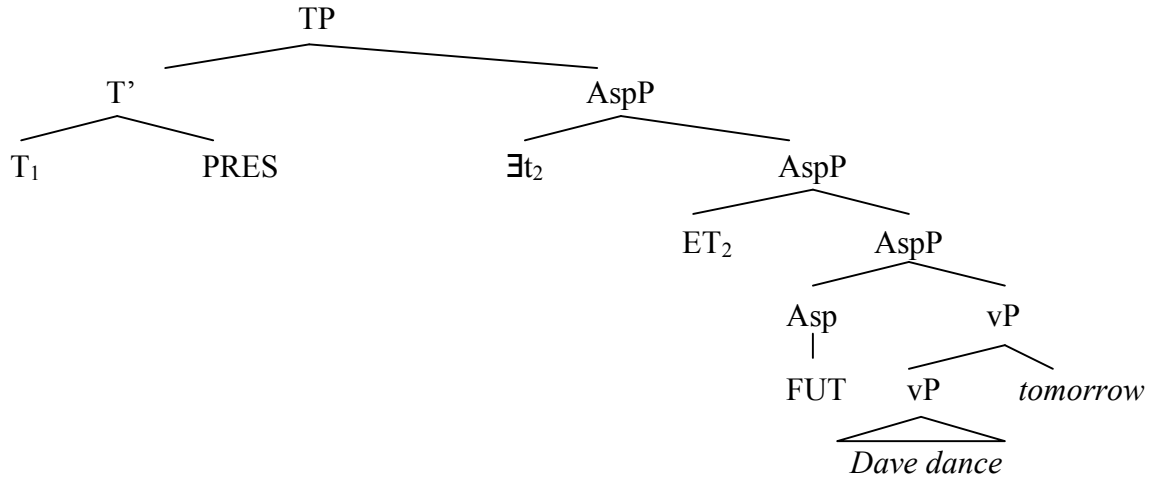 TP
T’ AspP
T₁ PRES ∃t₂ AspP
ET₂ AspP
Asp vP
FUT vP tomorrow
Dave dance